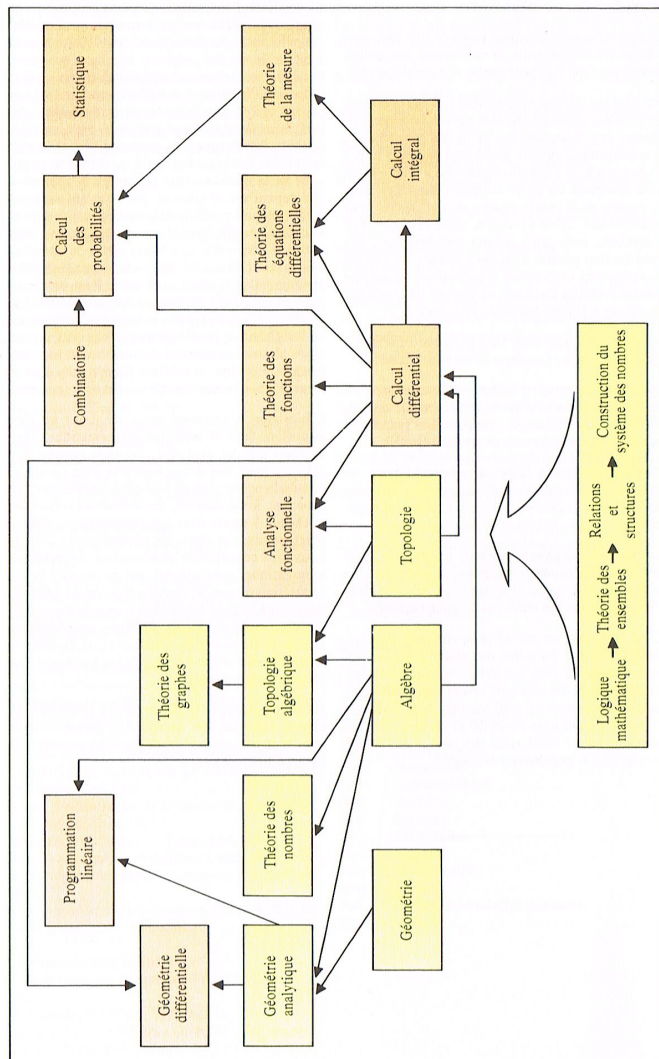 Programmation
linéaire
Combinatoire
Calcul
des
probabilités
Statistique
Géométrie
différentielle
Théorie des
graphes
Géométrie
analytique
Théorie des
nombres
Topologie
algébrique
Analyse
fonctionnelle
Théorie des
fonctions
Théorie des
équations
différentielles
Théorie
de la mesure
Géométrie
Algèbre
Topologie
Calcul
différentiel
Calcul
intégral
Logique
mathématique
Théorie des
ensembles
Relations
et
structures
Construction du
système des nombres